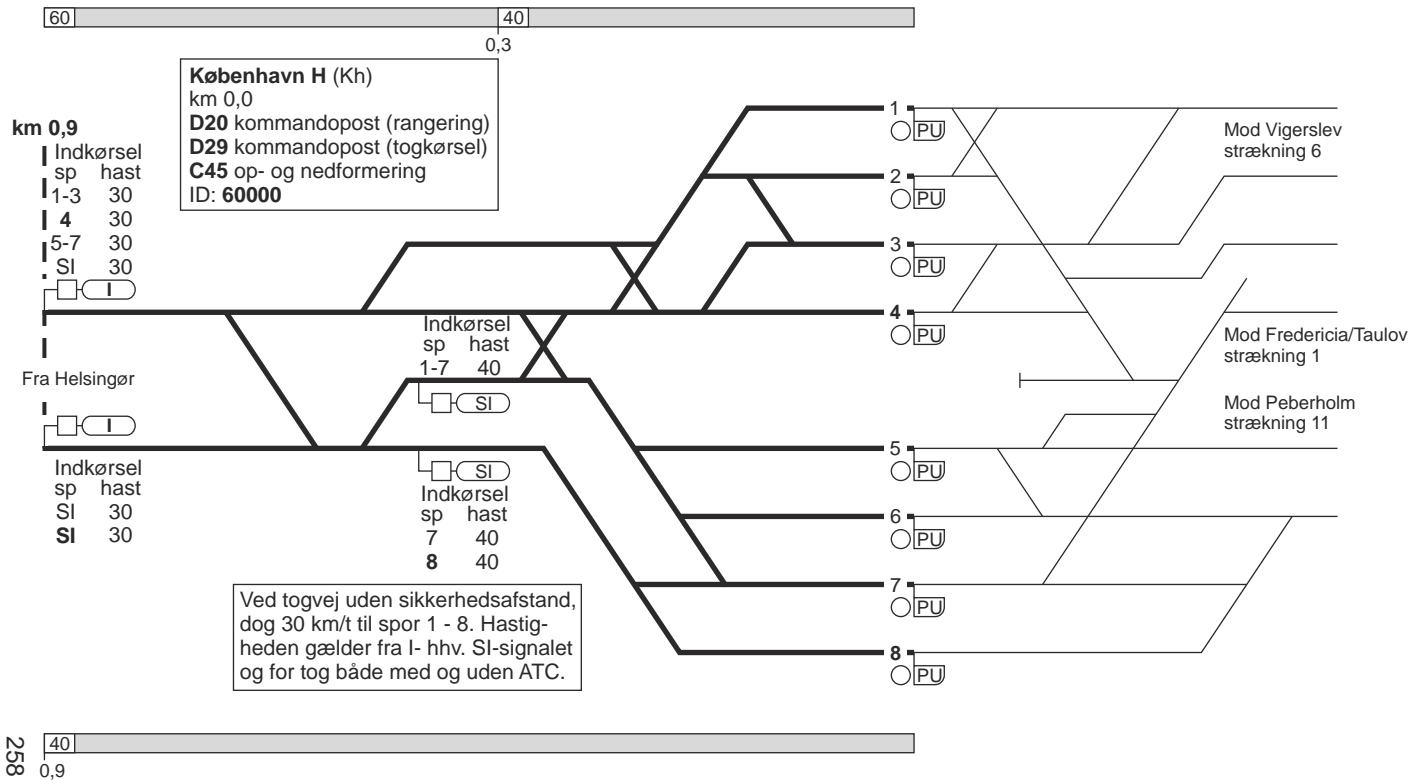 60
40
0,3
København H (Kh)
km 0,0
D20 kommandopost (rangering)
D29 kommandopost (togkørsel)
C45 op- og nedformering
ID: 60000
km 0,9
Indkørsel
sp hast
1-3 30
4 30
5-7 30
SI 30
I
Fra Helsingør
I
Indkørsel
sp hast
SI 30
SI 30
Indkørsel
sp hast
1-7 40
SI
SI
Indkørsel
sp hast
7 40
8 40
Ved togvej uden sikkerhedsafstand,
dog 30 km/t til spor 1 - 8. Hastig-
heden gælder fra I- hhv. SI-signalet
og for tog både med og uden ATC.
1
PU
2
PU
3
PU
4
PU
5
PU
6
PU
7
PU
8
PU
Mod Vigerslev
strækning 6
Mod Fredericia/Taulov
strækning 1
Mod Peberholm
strækning 11
40
0,9
258